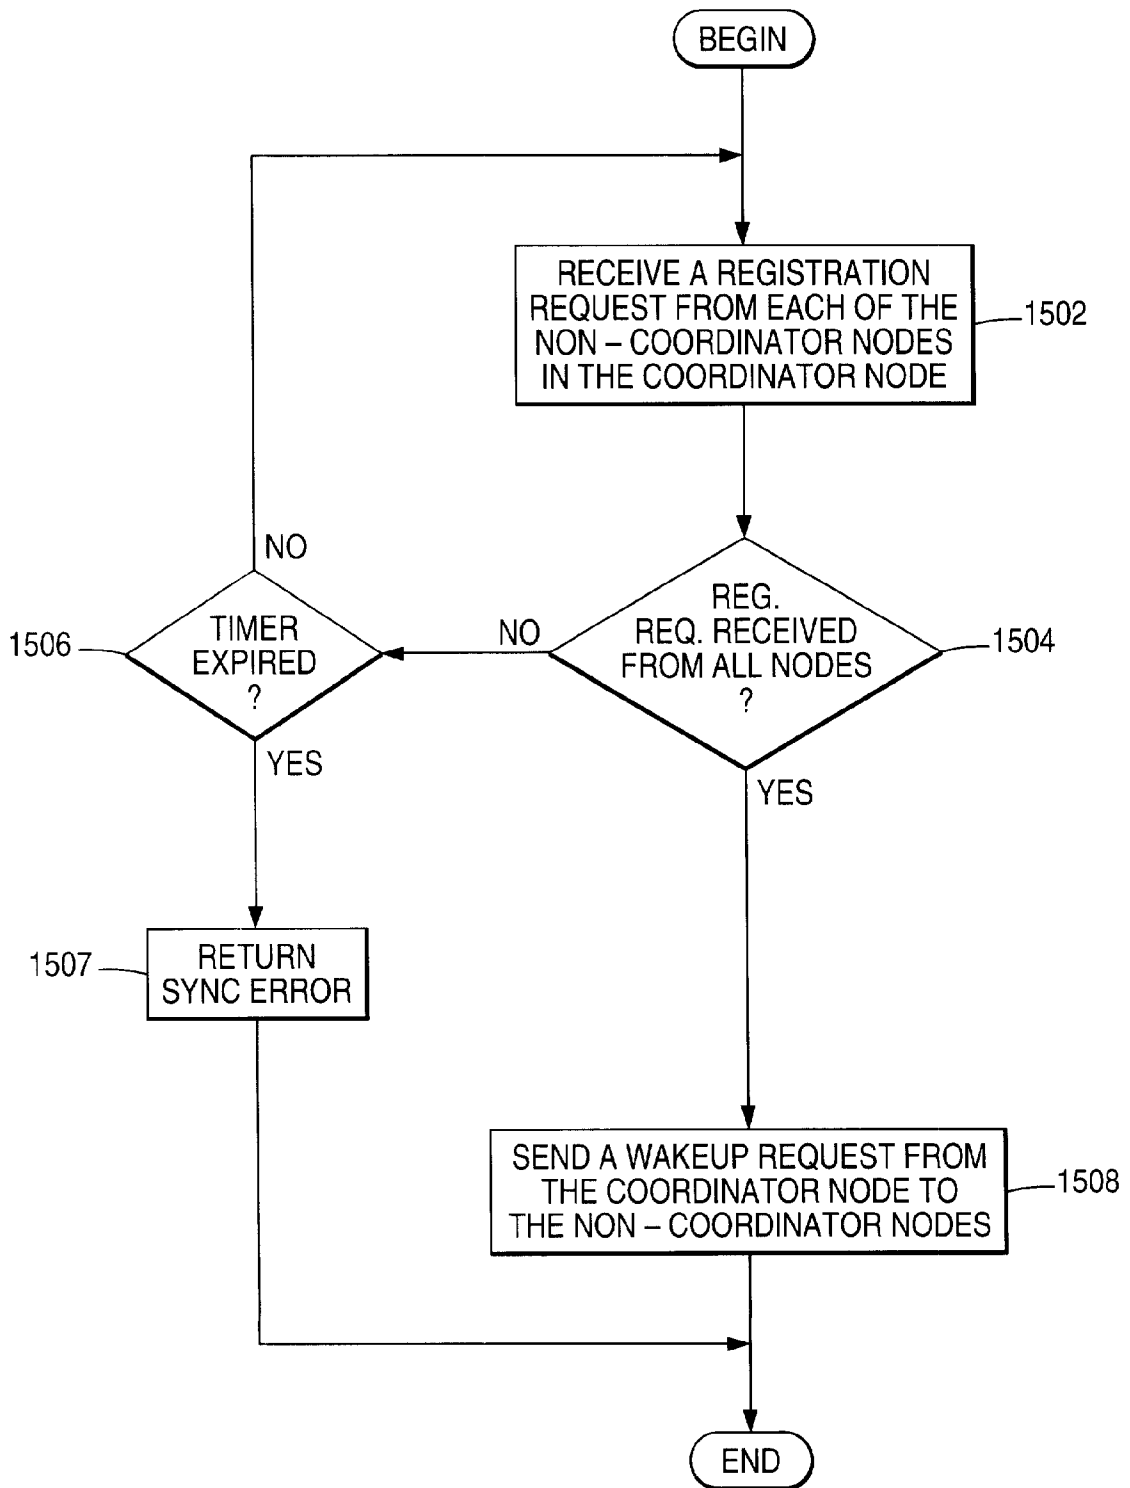 BEGIN
RECEIVE A REGISTRATION
REQUEST FROM EACH OF THE
NON – COORDINATOR NODES
IN THE COORDINATOR NODE
1502
NO
REG.
REQ. RECEIVED
FROM ALL NODES
?
1504
NO
TIMER
EXPIRED
?
1506
YES
YES
RETURN
SYNC ERROR
1507
SEND A WAKEUP REQUEST FROM
THE COORDINATOR NODE TO
THE NON – COORDINATOR NODES
1508
END